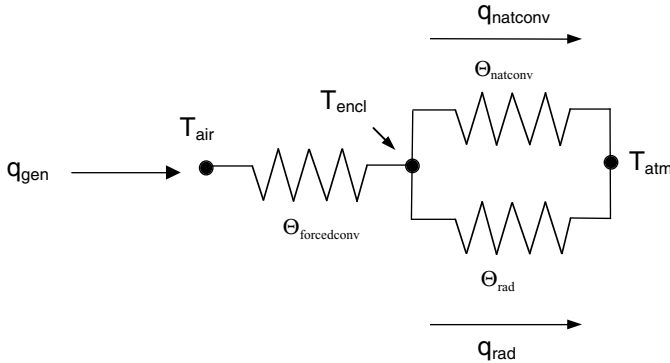 q_natconv
Θ_natconv
T_encl
T_air
q_gen
T_atm
Θ_forcedconv
Θ_rad
q_rad